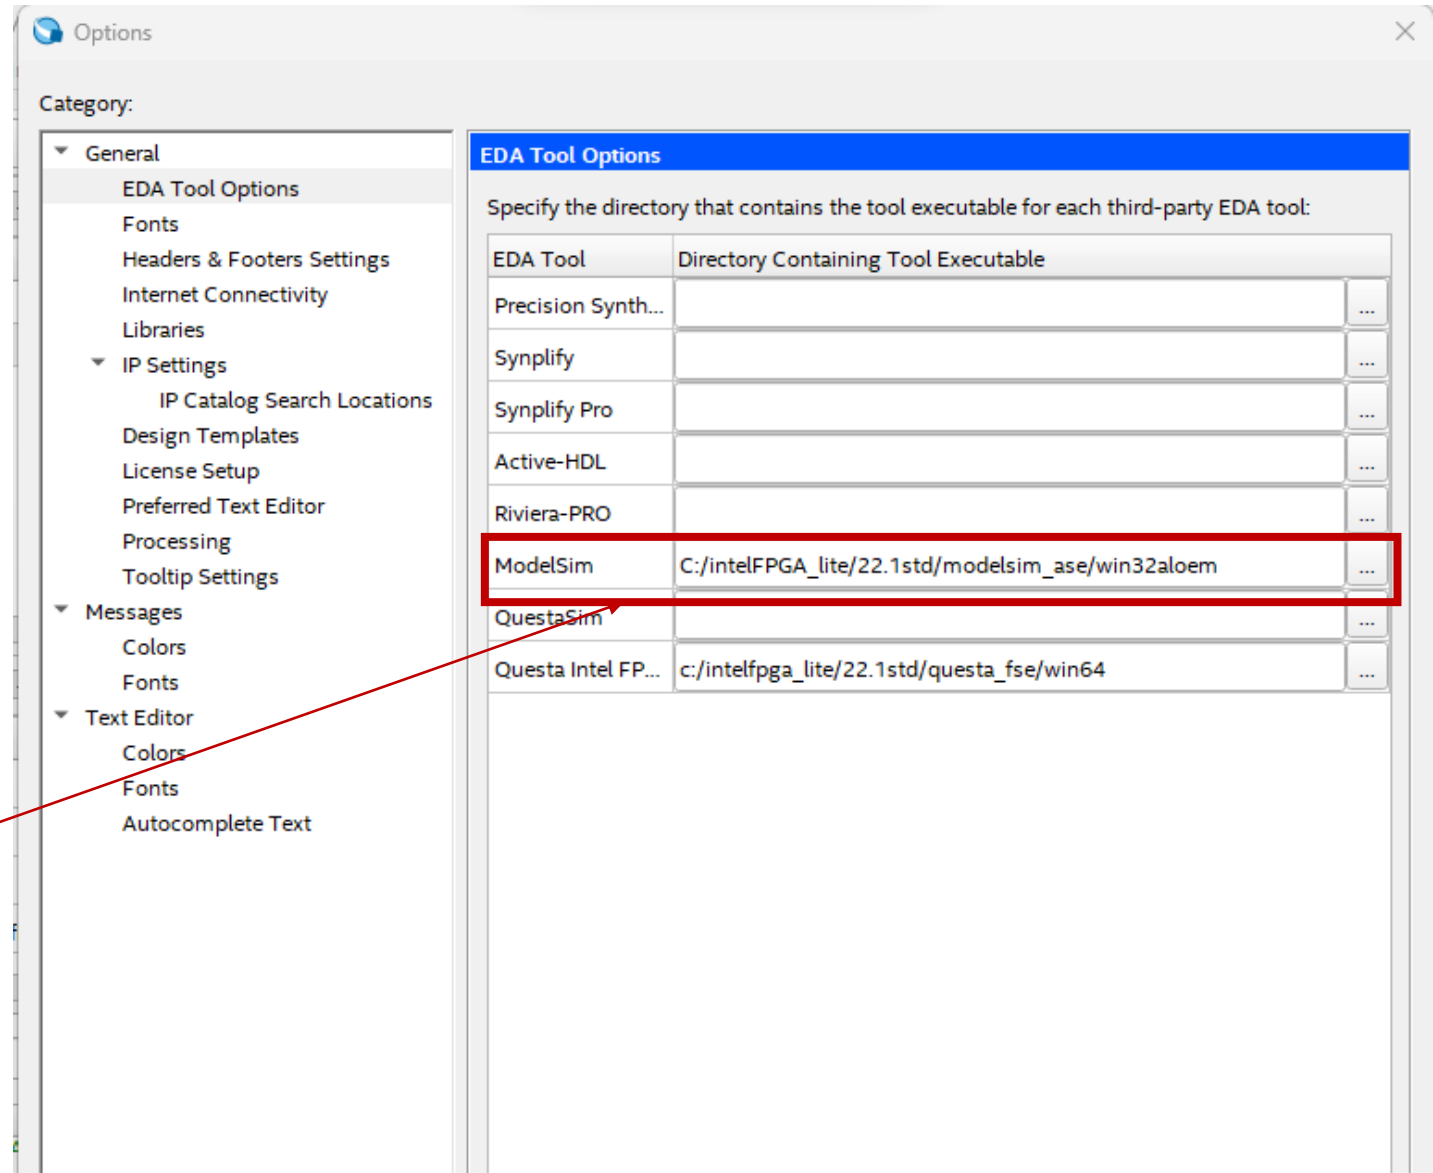 Options
Category:
General
EDA Tool Options
Fonts
Headers & Footers Settings
Internet Connectivity
Libraries
IP Settings
IP Catalog Search Locations
Design Templates
License Setup
Preferred Text Editor
Processing
Tooltip Settings
Messages
Colors
Fonts
Text Editor
Colors
Fonts
Autocomplete Text
EDA Tool Options
Specify the directory that contains the tool executable for each third-party EDA tool:
EDA Tool Directory Containing Tool Executable
Precision Synth... ...
Synplify ...
Synplify Pro ...
Active-HDL ...
Riviera-PRO ...
ModelSim C:/intelFPGA_lite/22.1std/modelsim_ase/win32aloem ...
QuestaSim ...
Questa Intel FP... c:/intelfpga_lite/22.1std/questa_fse/win64 ...